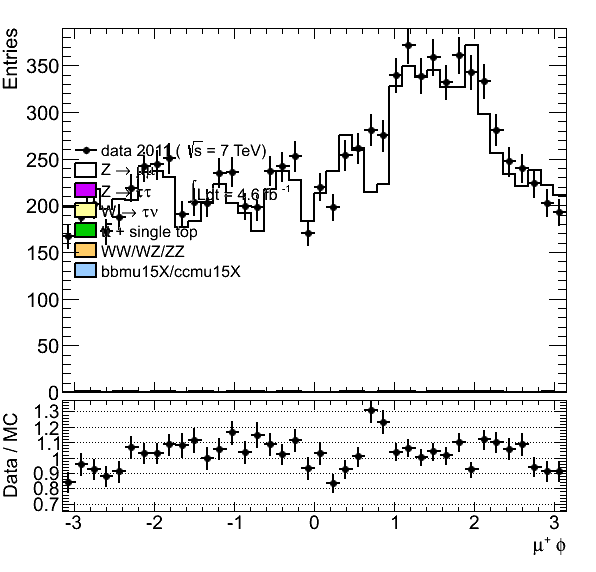 Entries
350
300
250
200
150
100
50
0
data 2011 ( √s = 7 TeV)
Z → μμ
Z → ττ
∫Ldt = 4.6 fb⁻¹
W → τν
+ single top
WW/WZ/ZZ
bbmu15X/ccmu15X
Data / MC
1.3
1.2
1.1
1
0.9
0.8
0.7
-3 -2 -1 0 1 2 3
μ⁺ ϕ